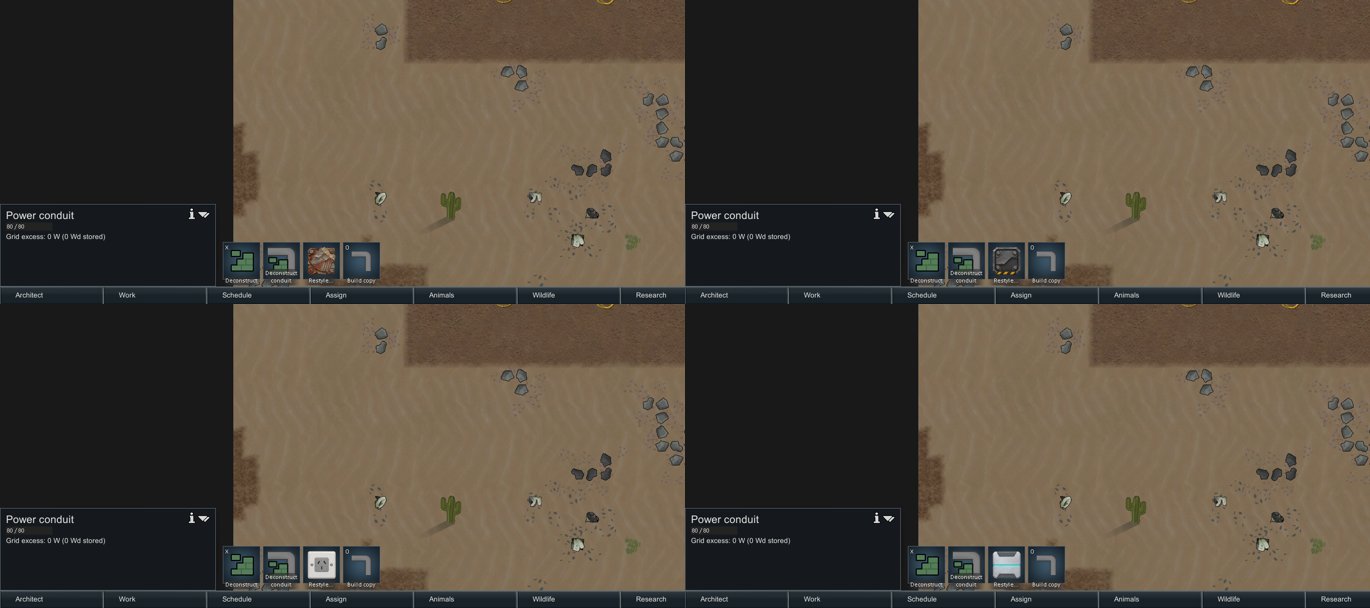 Power conduit
80 / 80
Grid excess: 0 W (0 Wd stored)
X
Deconstruct
Deconstruct
conduit
Restyle...
O
Build copy
Architect
Work
Schedule
Assign
Animals
Wildlife
Research
Power conduit
80 / 80
Grid excess: 0 W (0 Wd stored)
X
Deconstruct
Deconstruct
conduit
Restyle...
O
Build copy
Architect
Work
Schedule
Assign
Animals
Wildlife
Research
Power conduit
80 / 80
Grid excess: 0 W (0 Wd stored)
X
Deconstruct
Deconstruct
conduit
Restyle...
O
Build copy
Architect
Work
Schedule
Assign
Animals
Wildlife
Research
Power conduit
80 / 80
Grid excess: 0 W (0 Wd stored)
X
Deconstruct
Deconstruct
conduit
Restyle...
O
Build copy
Architect
Work
Schedule
Assign
Animals
Wildlife
Research